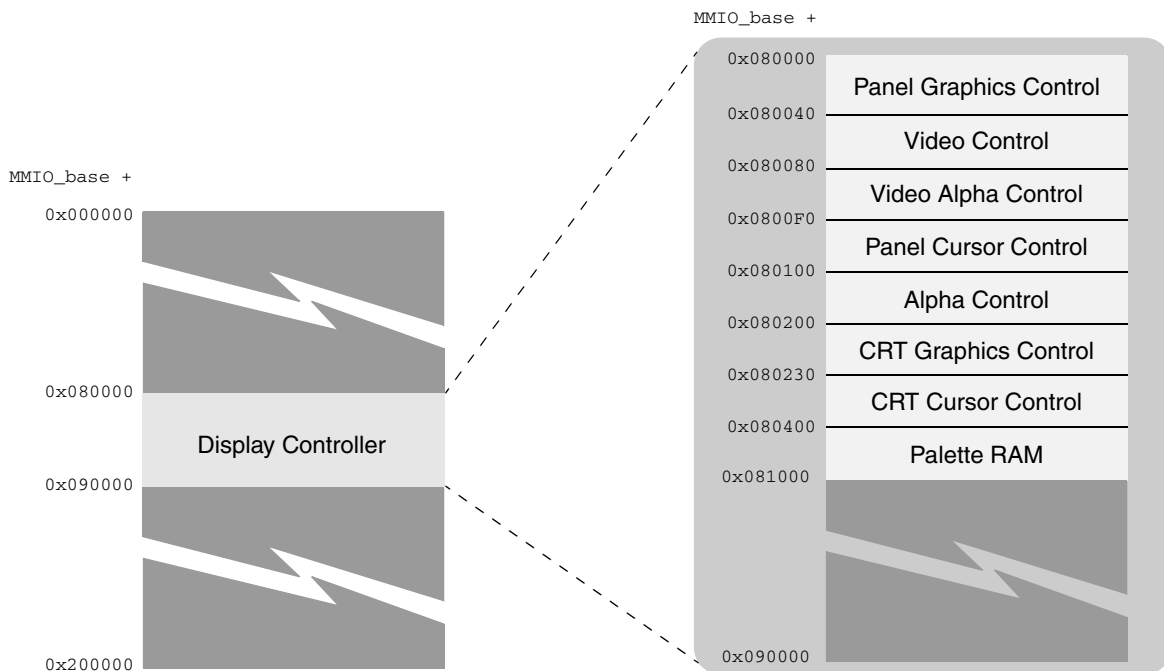 MMIO_base +
0x000000
0x080000
Display Controller
0x090000
0x200000
MMIO_base +
0x080000
Panel Graphics Control
0x080040
Video Control
0x080080
Video Alpha Control
0x0800F0
Panel Cursor Control
0x080100
Alpha Control
0x080200
CRT Graphics Control
0x080230
CRT Cursor Control
0x080400
Palette RAM
0x081000
0x090000